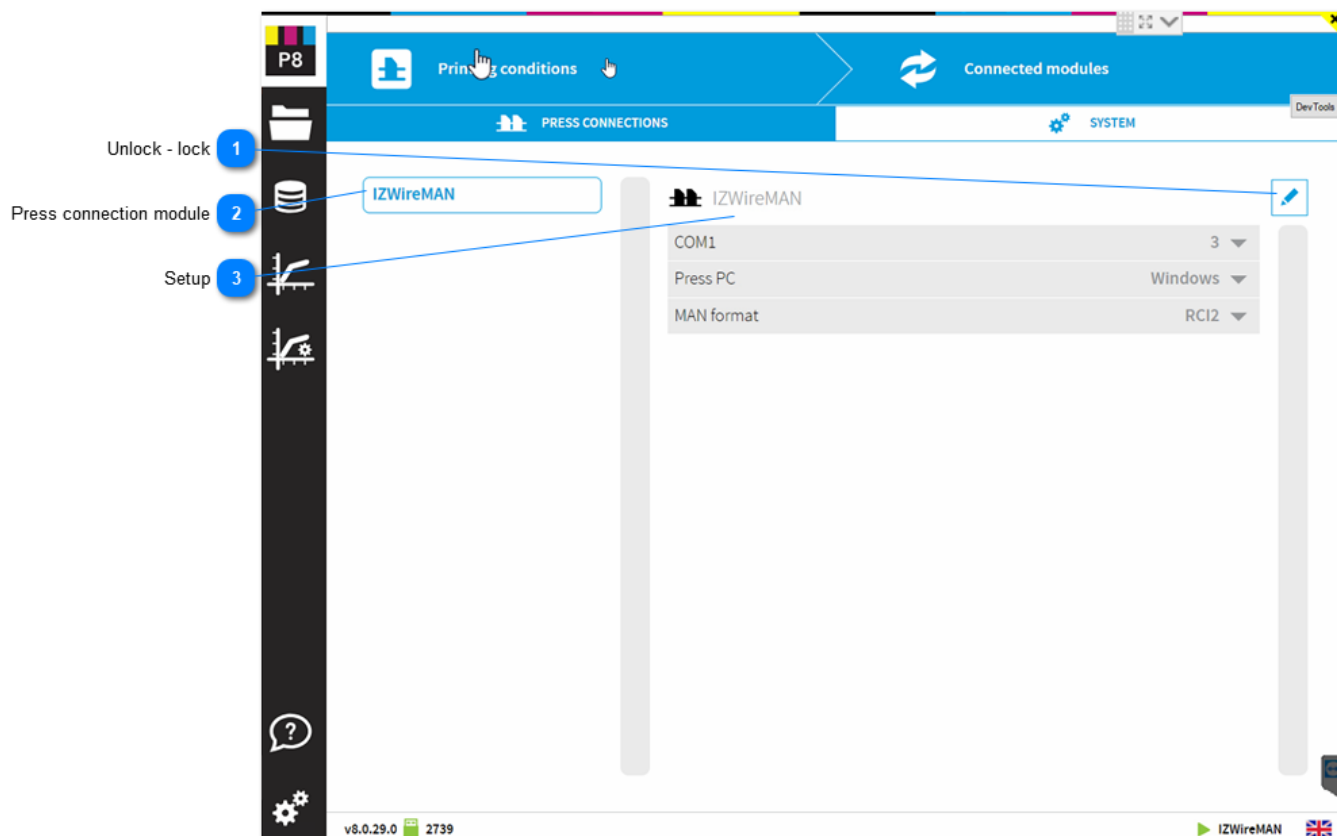 P8
Printing conditions
Connected modules
DevTools
PRESS CONNECTIONS
SYSTEM
Unlock - lock 1
Press connection module 2
Setup 3
IZWireMAN
IZWireMAN
COM1 3
Press PC Windows
MAN format RCI2
?
v8.0.29.0 2739
IZWireMAN